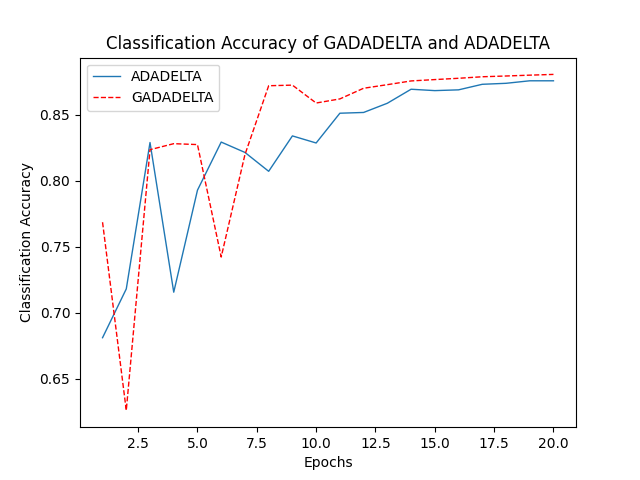 Classification Accuracy of GADADELTA and ADADELTA
ADADELTA
GADADELTA
Classification Accuracy
0.85
0.80
0.75
0.70
0.65
2.5 5.0 7.5 10.0 12.5 15.0 17.5 20.0
Epochs